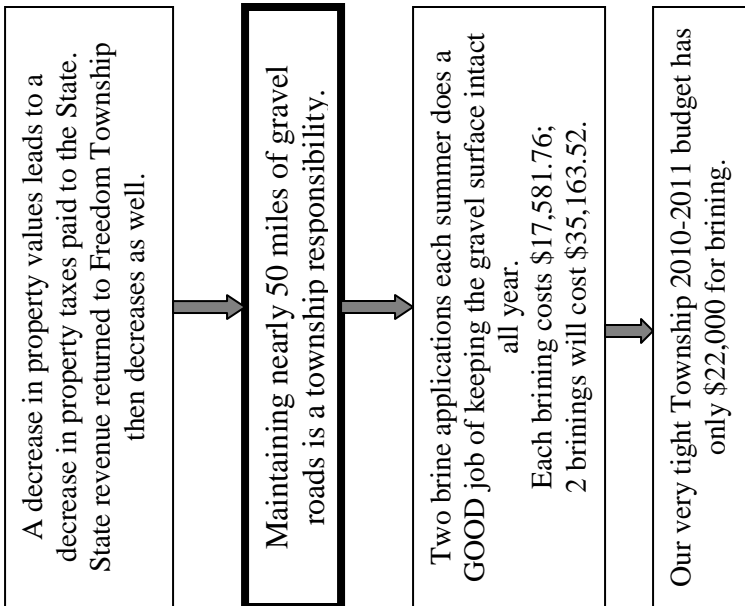 A decrease in property values leads to a
decrease in property taxes paid to the State.
State revenue returned to Freedom Township
then decreases as well.
Maintaining nearly 50 miles of gravel
roads is a township responsibility.
Two brine applications each summer does a
GOOD job of keeping the gravel surface intact
all year.
Each brining costs $17,581.76;
2 brinings will cost $35,163.52.
Our very tight Township 2010-2011 budget has
only $22,000 for brining.